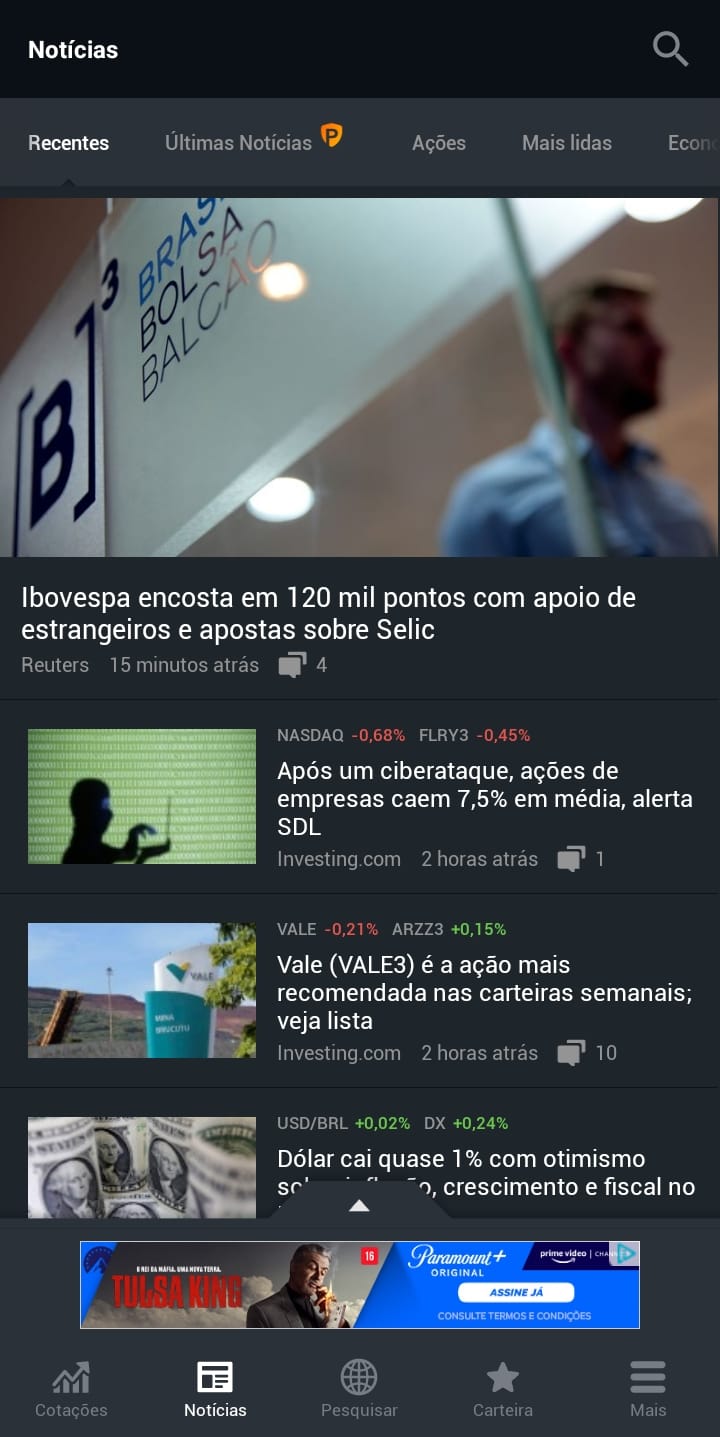 Notícias
Recentes
Últimas Notícias
P
Ações
Mais lidas
Econ
BRASIL
BOLSA
BALCÃO
[B]³
Ibovespa encosta em 120 mil pontos com apoio de
estrangeiros e apostas sobre Selic
Reuters 15 minutos atrás 4
NASDAQ -0,68% FLRY3 -0,45%
Após um ciberataque, ações de
empresas caem 7,5% em média, alerta
SDL
Investing.com 2 horas atrás 1
VALE -0,21% ARZZ3 +0,15%
VALE
Vale (VALE3) é a ação mais
recomendada nas carteiras semanais;
veja lista
Investing.com 2 horas atrás 10
USD/BRL +0,02% DX +0,24%
Dólar cai quase 1% com otimismo
sobre inflação, crescimento e fiscal no
O REI DA MÁFIA. UMA NOVA TERRA.
TULSA KING
16
Paramount+
ORIGINAL
prime video | CHANN
ASSINE JÁ
CONSULTE TERMOS E CONDIÇÕES
Cotações
Notícias
Pesquisar
Carteira
Mais